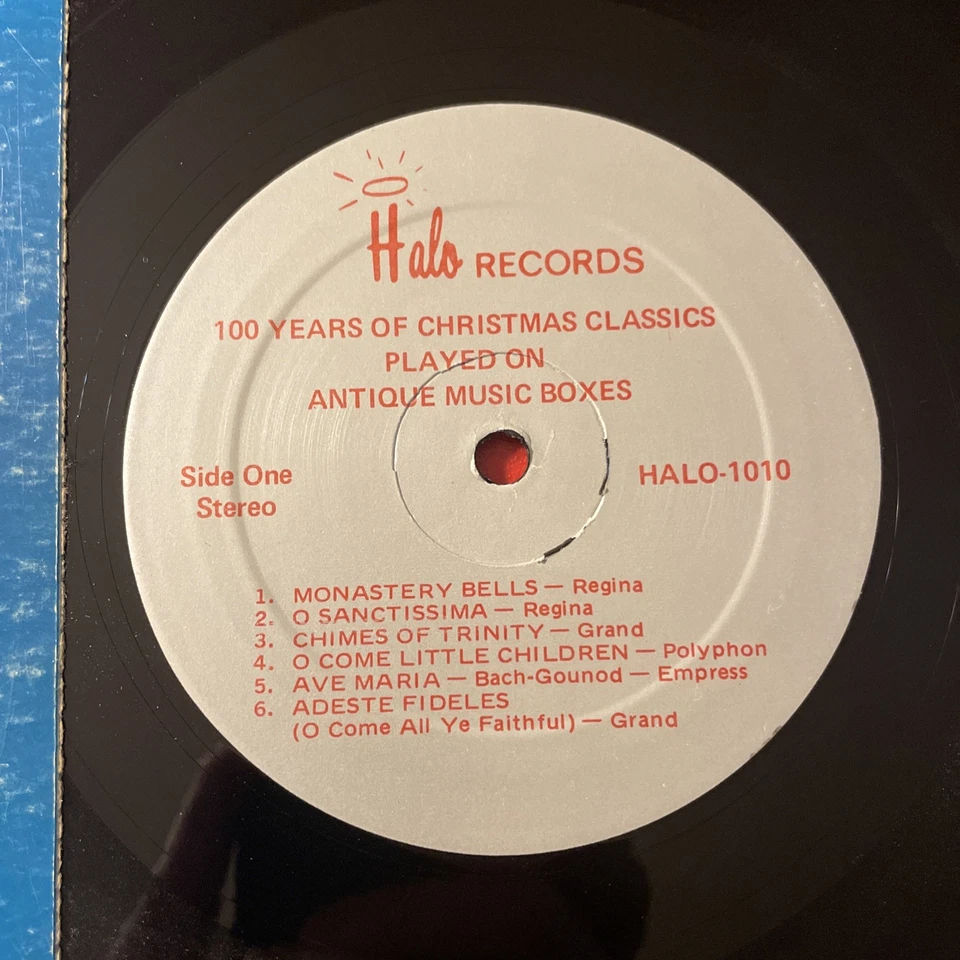 Halo RECORDS
100 YEARS OF CHRISTMAS CLASSICS
PLAYED ON
ANTIQUE MUSIC BOXES
Side One
Stereo
HALO-1010
1. MONASTERY BELLS — Regina
2. O SANCTISSIMA — Regina
3. CHIMES OF TRINITY — Grand
4. O COME LITTLE CHILDREN — Polyphon
5. AVE MARIA — Bach-Gounod — Empress
6. ADESTE FIDELES
(O Come All Ye Faithful) — Grand